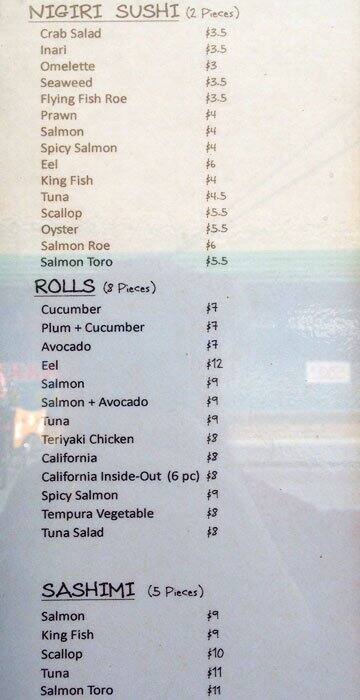 NIGIRI SUSHI (2 Pieces)
Crab Salad $3.5
Inari $3.5
Omelette $3
Seaweed $3.5
Flying Fish Roe $3.5
Prawn $4
Salmon $4
Spicy Salmon $4
Eel $6
King Fish $4
Tuna $4.5
Scallop $5.5
Oyster $5.5
Salmon Roe $6
Salmon Toro $5.5
ROLLS (8 Pieces)
Cucumber $7
Plum + Cucumber $7
Avocado $7
Eel $12
Salmon $9
Salmon + Avocado $9
Tuna $9
Teriyaki Chicken $8
California $8
California Inside-Out (6 pc) $8
Spicy Salmon $9
Tempura Vegetable $8
Tuna Salad $8
SASHIMI (5 Pieces)
Salmon $9
King Fish $9
Scallop $10
Tuna $11
Salmon Toro $11